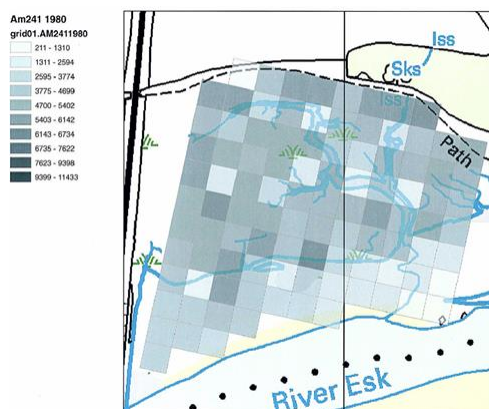 Am241 1980
grid01.AM2411980
211 - 1310
1311 - 2594
2595 - 3774
3775 - 4699
4700 - 5402
5403 - 6142
6143 - 6734
6735 - 7622
7623 - 9398
9399 - 11433
Iss
Sks
Iss
Path
River Esk